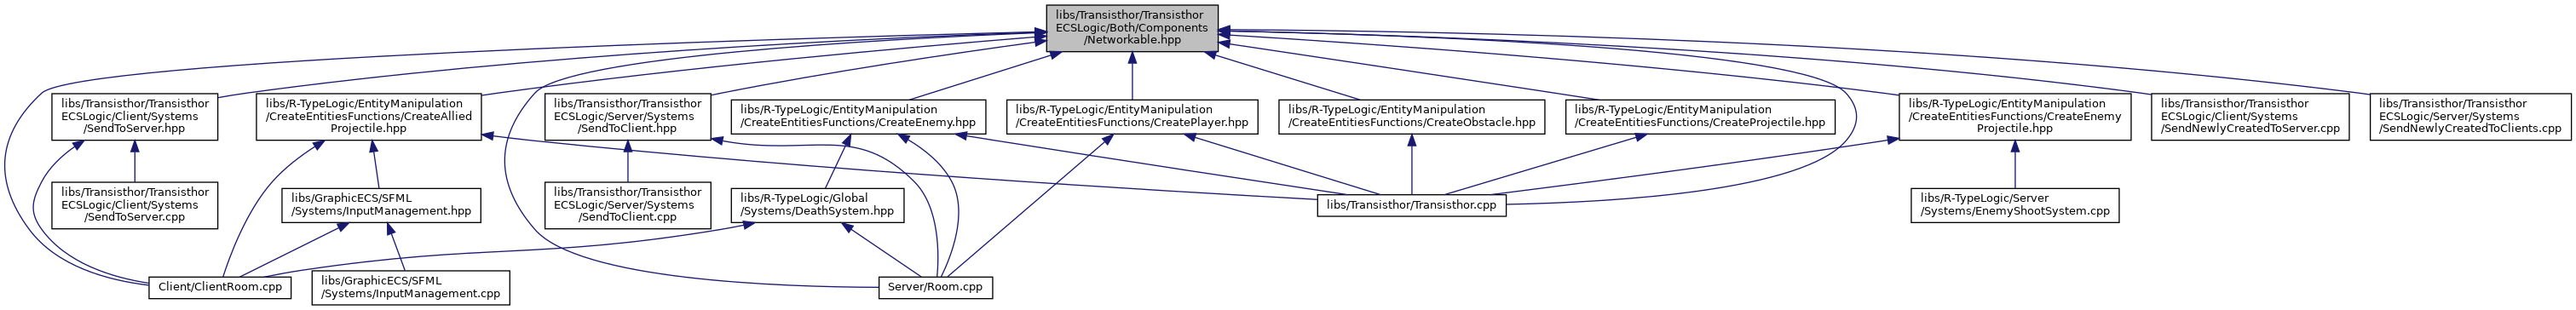 libs/Transisthor/Transisthor
ECSLogic/Both/Components
/Networkable.hpp
libs/Transisthor/Transisthor
ECSLogic/Client/Systems
/SendToServer.hpp
libs/R-TypeLogic/EntityManipulation
/CreateEntitiesFunctions/CreateAllied
Projectile.hpp
libs/Transisthor/Transisthor
ECSLogic/Server/Systems
/SendToClient.hpp
libs/R-TypeLogic/EntityManipulation
/CreateEntitiesFunctions/CreateEnemy.hpp
libs/R-TypeLogic/EntityManipulation
/CreateEntitiesFunctions/CreatePlayer.hpp
libs/R-TypeLogic/EntityManipulation
/CreateEntitiesFunctions/CreateObstacle.hpp
libs/R-TypeLogic/EntityManipulation
/CreateEntitiesFunctions/CreateProjectile.hpp
libs/R-TypeLogic/EntityManipulation
/CreateEntitiesFunctions/CreateEnemy
Projectile.hpp
libs/Transisthor/Transisthor
ECSLogic/Client/Systems
/SendNewlyCreatedToServer.cpp
libs/Transisthor/Transisthor
ECSLogic/Server/Systems
/SendNewlyCreatedToClients.cpp
libs/Transisthor/Transisthor
ECSLogic/Client/Systems
/SendToServer.cpp
libs/GraphicECS/SFML
/Systems/InputManagement.hpp
libs/Transisthor/Transisthor
ECSLogic/Server/Systems
/SendToClient.cpp
libs/R-TypeLogic/Global
/Systems/DeathSystem.hpp
libs/Transisthor/Transisthor.cpp
libs/R-TypeLogic/Server
/Systems/EnemyShootSystem.cpp
Client/ClientRoom.cpp
libs/GraphicECS/SFML
/Systems/InputManagement.cpp
Server/Room.cpp